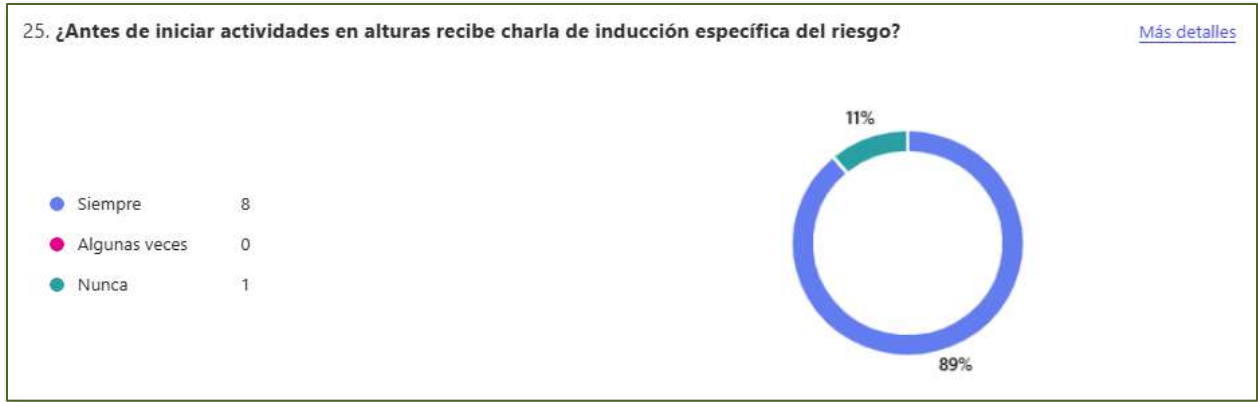 25. ¿Antes de iniciar actividades en alturas recibe charla de inducción específica del riesgo?
Más detalles
11%
Siempre 8
Algunas veces 0
Nunca 1
89%